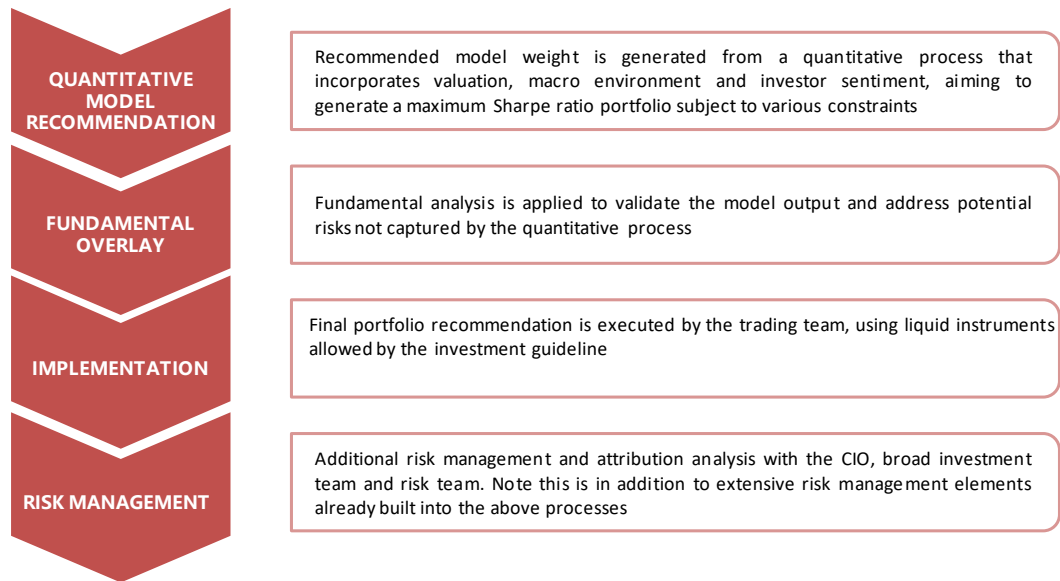 QUANTITATIVE
MODEL
RECOMMENDATION
Recommended model weight is generated from a quantitative process that
incorporates valuation, macro environment and investor sentiment, aiming to
generate a maximum Sharpe ratio portfolio subject to various constraints
FUNDAMENTAL
OVERLAY
Fundamental analysis is applied to validate the model output and address potential
risks not captured by the quantitative process
IMPLEMENTATION
Final portfolio recommendation is executed by the trading team, using liquid instruments
allowed by the investment guideline
RISK MANAGEMENT
Additional risk management and attribution analysis with the CIO, broad investment
team and risk team. Note this is in addition to extensive risk management elements
already built into the above processes